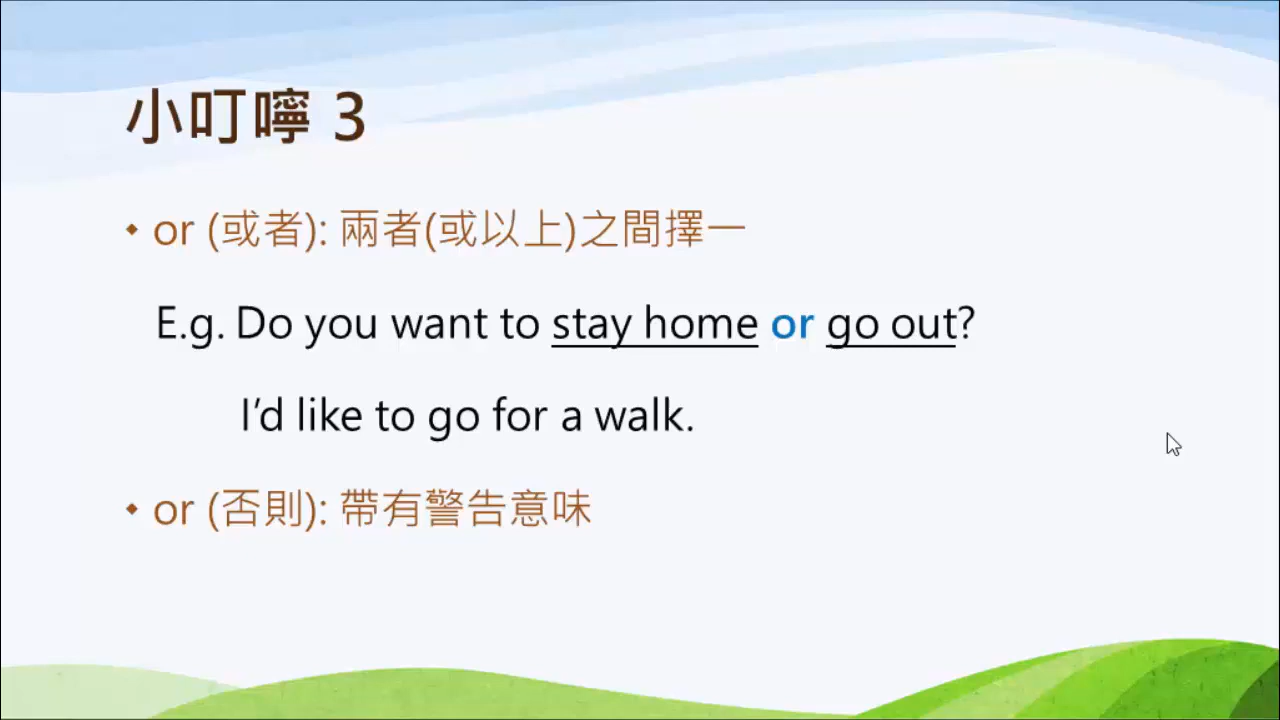 小叮嚀 3
or (或者): 兩者(或以上)之間擇一
E.g. Do you want to stay home or go out?
I’d like to go for a walk.
or (否則): 帶有警告意味